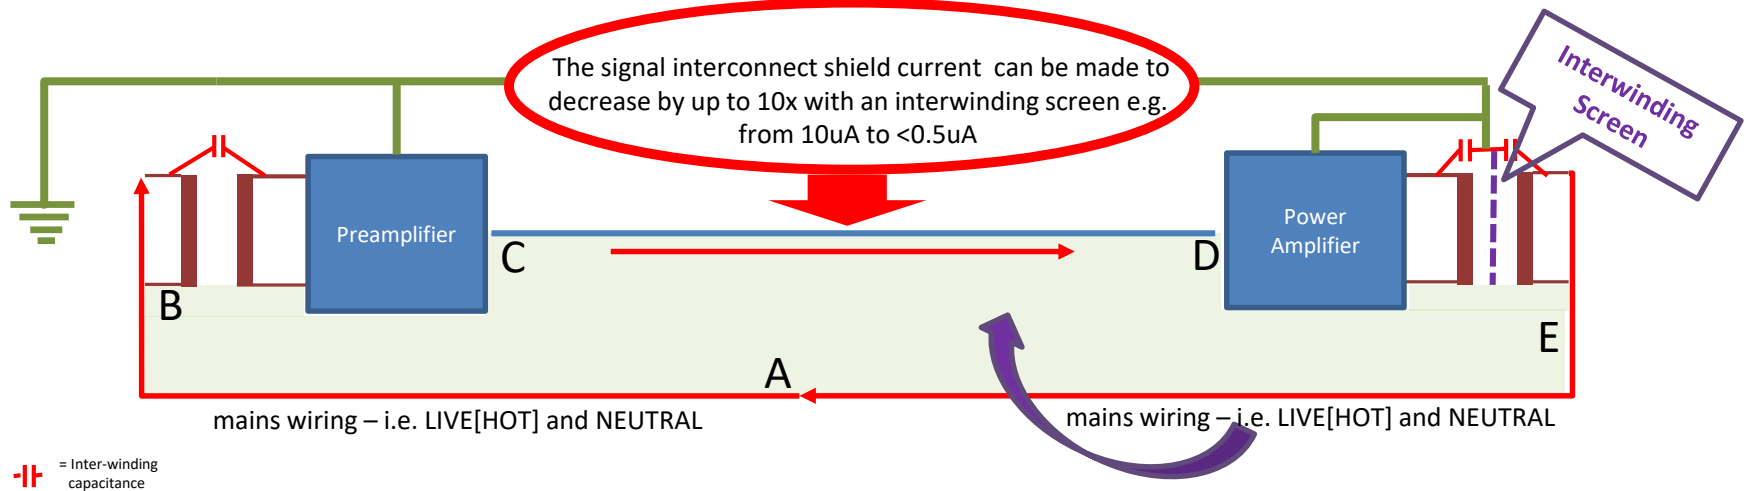 The signal interconnect shield current can be made to
decrease by up to 10x with an interwinding screen e.g.
from 10uA to <0.5uA
Interwinding
Screen
Preamplifier
Power
Amplifier
C
D
B
E
A
mains wiring – i.e. LIVE[HOT] and NEUTRAL
mains wiring – i.e. LIVE[HOT] and NEUTRAL
= Inter-winding
capacitance